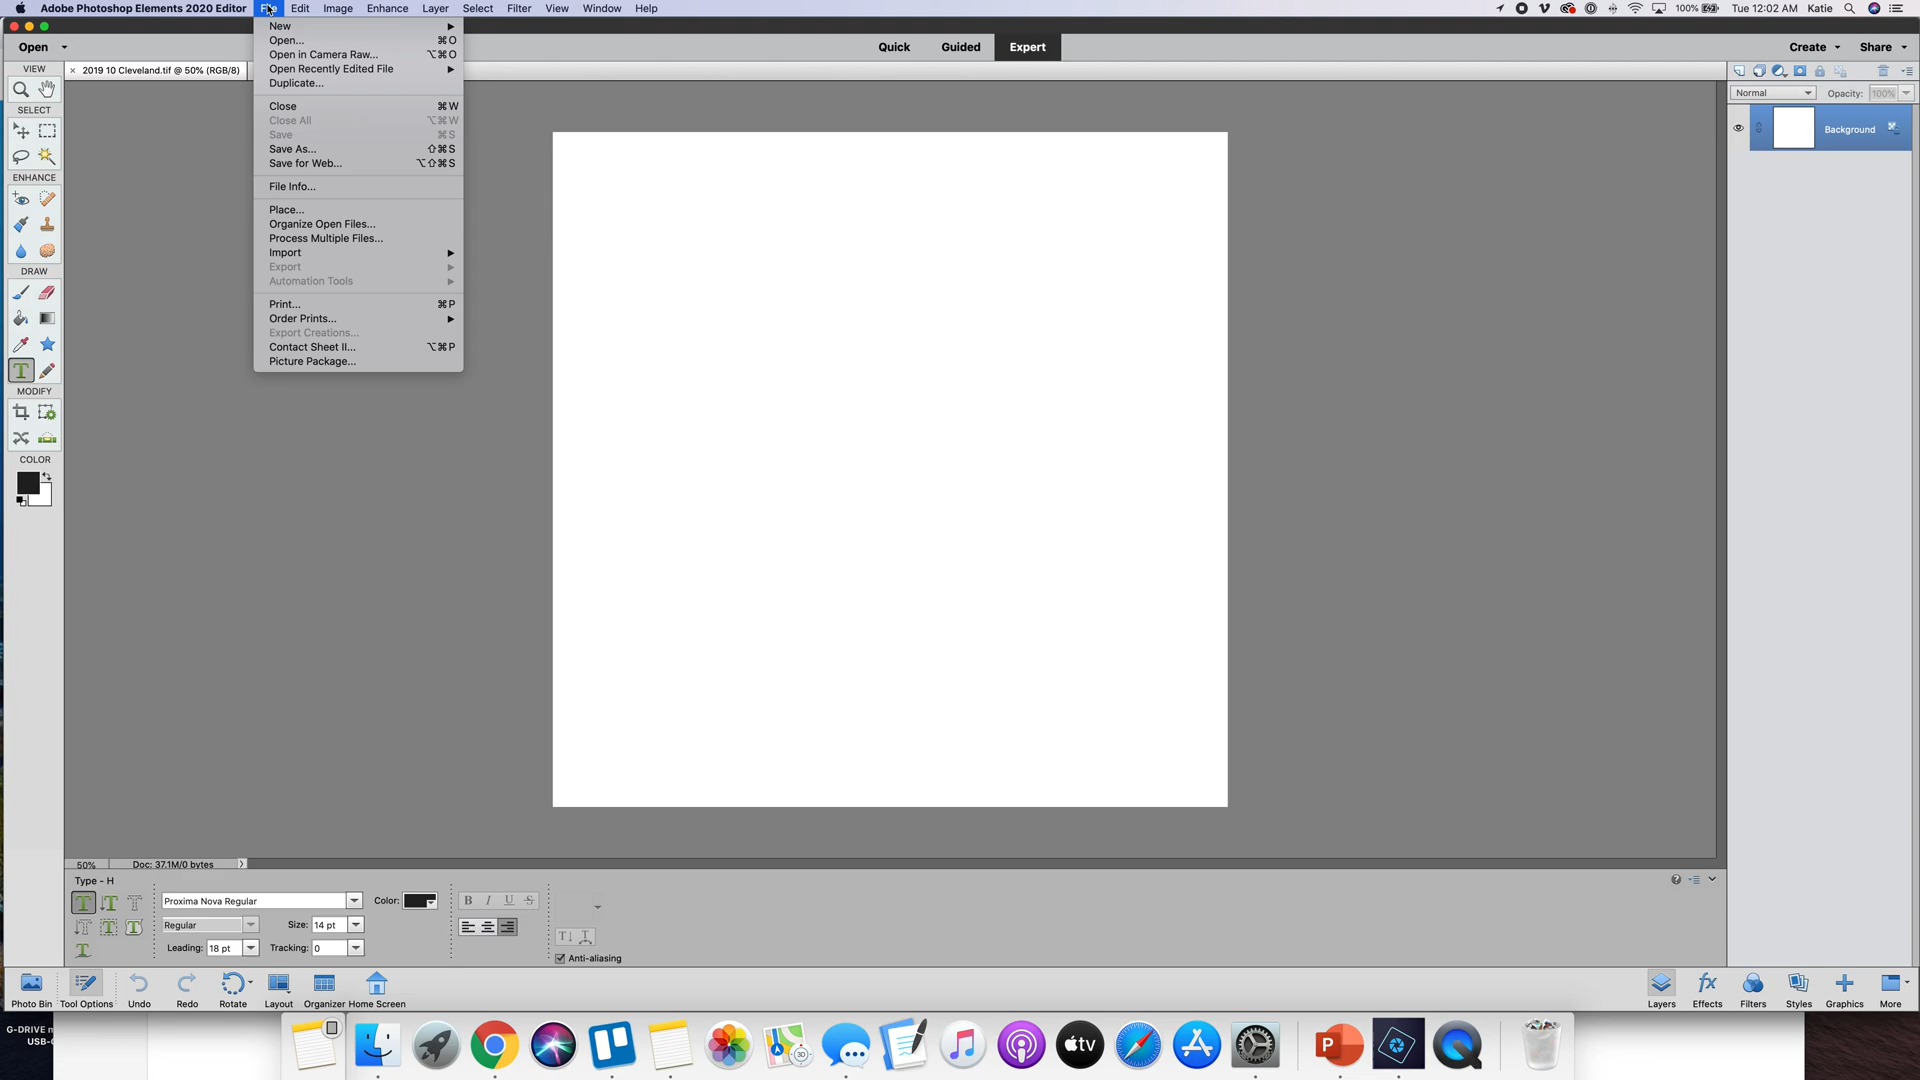 Adobe Photoshop Elements 2020 Editor File Edit Image Enhance Layer Select Filter View Window Help 100% Tue 12:02 AM Katie
Open Quick Guided Expert Create Share
VIEW
× 2019 10 Cleveland.tif @ 50% (RGB/8)
New
Open... ⌘O
Open in Camera Raw... ⌥⌘O
Open Recently Edited File
Duplicate...
Close ⌘W
Close All ⌥⌘W
Save ⌘S
Save As... ⇧⌘S
Save for Web... ⌥⇧⌘S
File Info...
Place...
Organize Open Files...
Process Multiple Files...
Import
Export
Automation Tools
Print... ⌘P
Order Prints...
Export Creations...
Contact Sheet II... ⌥⌘P
Picture Package...
SELECT
ENHANCE
DRAW
MODIFY
COLOR
Normal Opacity: 100%
Background
50% Doc: 37.1M/0 bytes
Type - H
Proxima Nova Regular Color: B I U S
Regular Size: 14 pt
Leading: 18 pt Tracking: 0
Anti-aliasing
Photo Bin Tool Options Undo Redo Rotate Layout Organizer Home Screen Layers Effects Filters Styles Graphics More
G-DRIVE
USB-
3D
tv
P